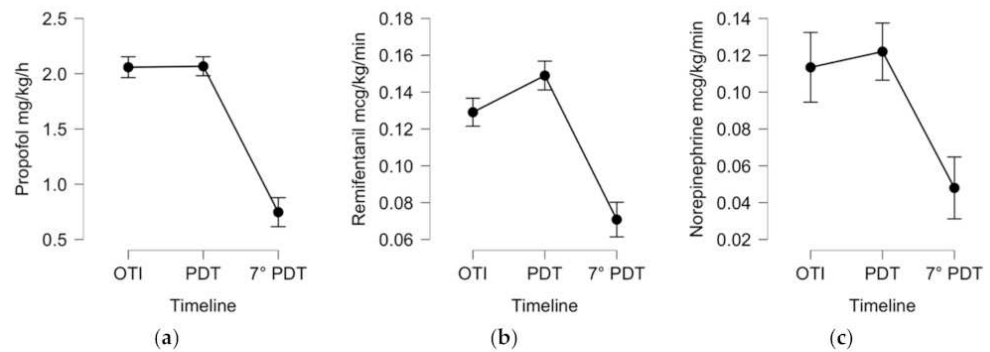 Propofol mg/kg/h
2.5
2.0
1.5
1.0
0.5
OTI PDT 7° PDT
Timeline
(a)
Remifentanil mcg/kg/min
0.18
0.16
0.14
0.12
0.10
0.08
0.06
OTI PDT 7° PDT
Timeline
(b)
Norepinephrine mcg/kg/min
0.14
0.12
0.10
0.08
0.06
0.04
0.02
OTI PDT 7° PDT
Timeline
(c)